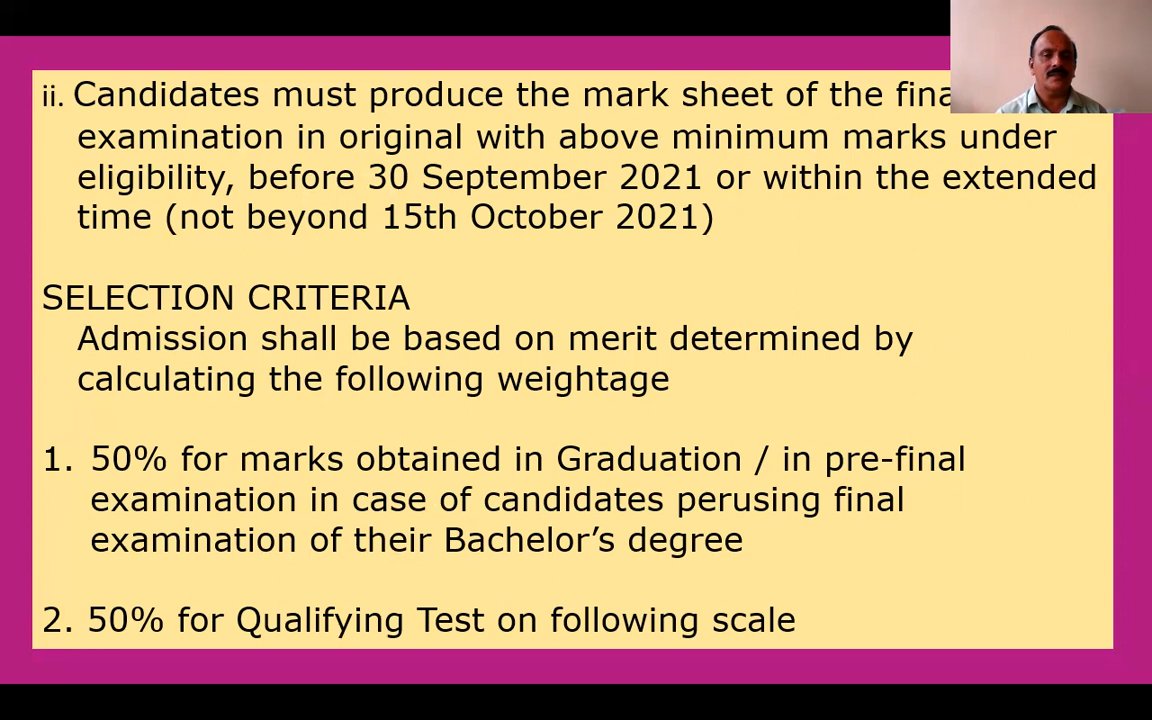 ii. Candidates must produce the mark sheet of the
examination in original with above minimum marks under
eligibility, before 30 September 2021 or within the extended
time (not beyond 15th October 2021)
SELECTION CRITERIA
Admission shall be based on merit determined by
calculating the following weightage
1. 50% for marks obtained in Graduation / in pre-final
examination in case of candidates perusing final
examination of their Bachelor’s degree
2. 50% for Qualifying Test on following scale